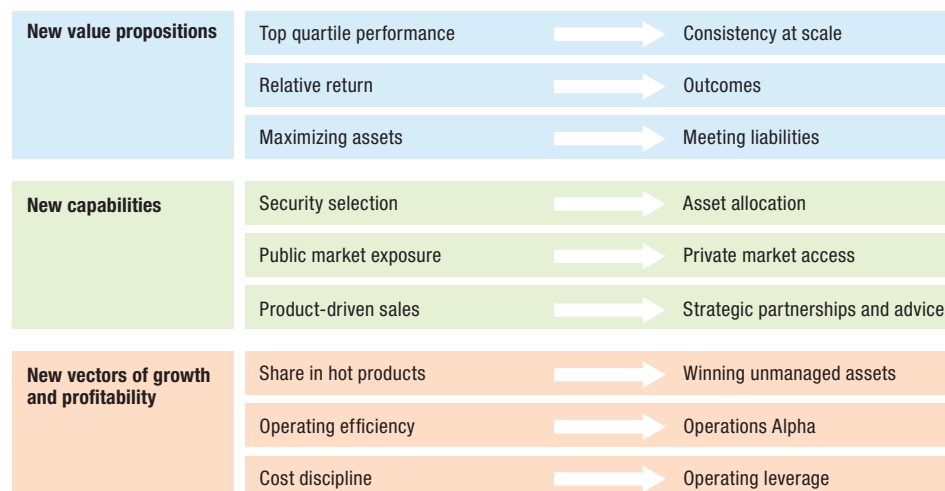 New value propositions
Top quartile performance
Consistency at scale
Relative return
Outcomes
Maximizing assets
Meeting liabilities
New capabilities
Security selection
Asset allocation
Public market exposure
Private market access
Product-driven sales
Strategic partnerships and advice
New vectors of growth
and profitability
Share in hot products
Winning unmanaged assets
Operating efficiency
Operations Alpha
Cost discipline
Operating leverage